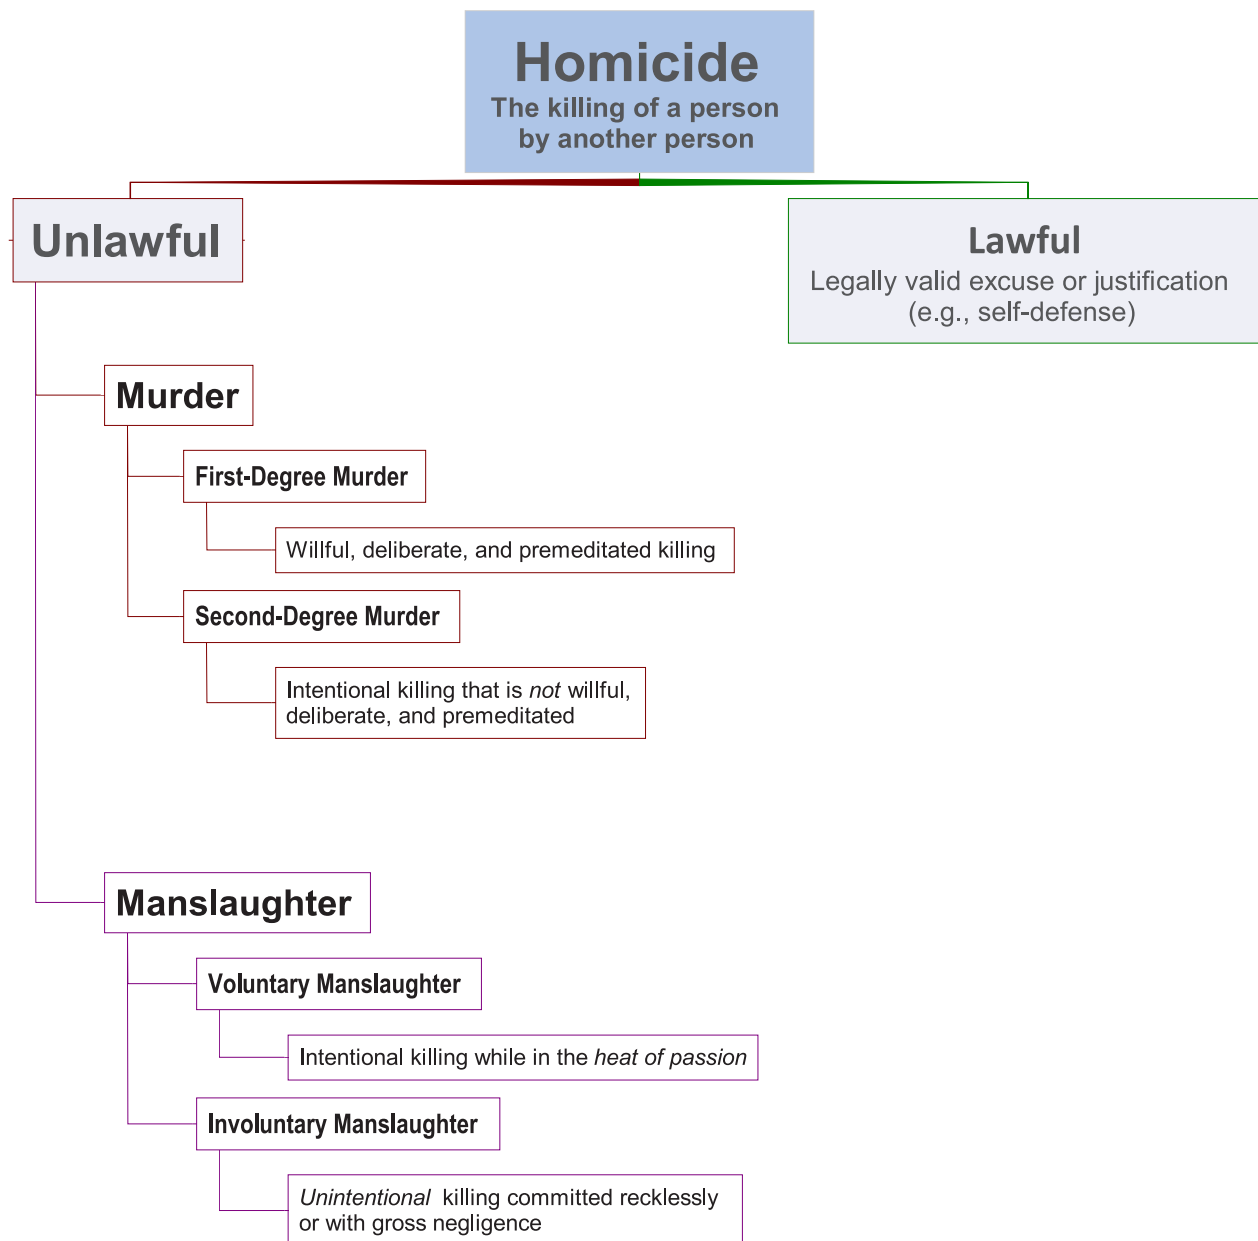 Homicide
The killing of a person
by another person
Unlawful
Lawful
Legally valid excuse or justification
(e.g., self-defense)
Murder
First-Degree Murder
Willful, deliberate, and premeditated killing
Second-Degree Murder
Intentional killing that is not willful,
deliberate, and premeditated
Manslaughter
Voluntary Manslaughter
Intentional killing while in the heat of passion
Involuntary Manslaughter
Unintentional killing committed recklessly
or with gross negligence